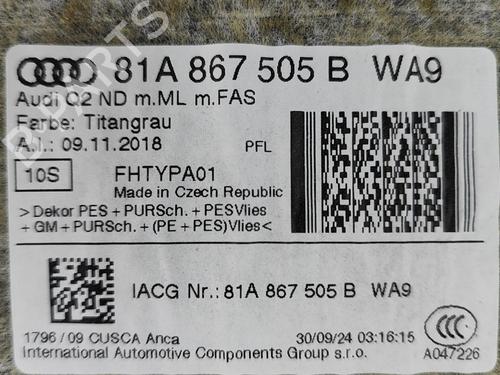 81A 867 505 B WA9
Audi Q2 ND m.ML m.FAS
Farbe: Titangrau
A.I.: 09.11.2018 PFL
10S FHTYPA01
Made in Czech Republic
>Dekor PES+PURSch.+PESVlies
+GM+PURSch.+(PE+PES)Vlies<
IACG Nr.: 81A 867 505 B WA9
1796/09 CUSCA Anca 30/09/24 03:16:15
International Automotive Components Group s.r.o. A047226